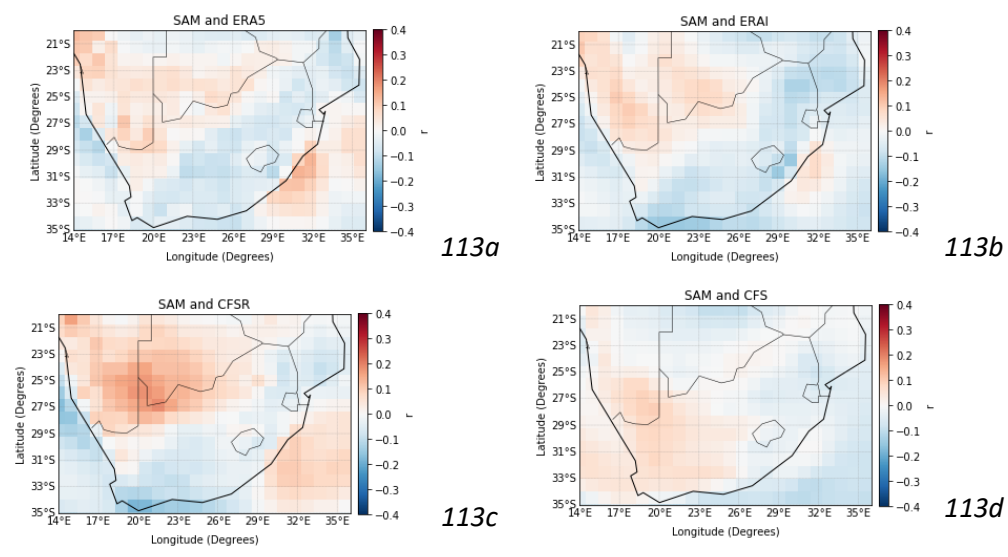 SAM and ERA5
21°S
23°S
25°S
27°S
29°S
31°S
33°S
35°S
14°E 17°E 20°E 23°E 26°E 29°E 32°E 35°E
Latitude (Degrees)
Longitude (Degrees)
0.4
0.3
0.2
0.1
0.0
−0.1
−0.2
−0.3
−0.4
r
113a
SAM and ERAI
21°S
23°S
25°S
27°S
29°S
31°S
33°S
35°S
14°E 17°E 20°E 23°E 26°E 29°E 32°E 35°E
Latitude (Degrees)
Longitude (Degrees)
0.4
0.3
0.2
0.1
0.0
−0.1
−0.2
−0.3
−0.4
r
113b
SAM and CFSR
21°S
23°S
25°S
27°S
29°S
31°S
33°S
35°S
14°E 17°E 20°E 23°E 26°E 29°E 32°E 35°E
Latitude (Degrees)
Longitude (Degrees)
0.4
0.3
0.2
0.1
0.0
−0.1
−0.2
−0.3
−0.4
r
113c
SAM and CFS
21°S
23°S
25°S
27°S
29°S
31°S
33°S
35°S
14°E 17°E 20°E 23°E 26°E 29°E 32°E 35°E
Latitude (Degrees)
Longitude (Degrees)
0.4
0.3
0.2
0.1
0.0
−0.1
−0.2
−0.3
−0.4
r
113d